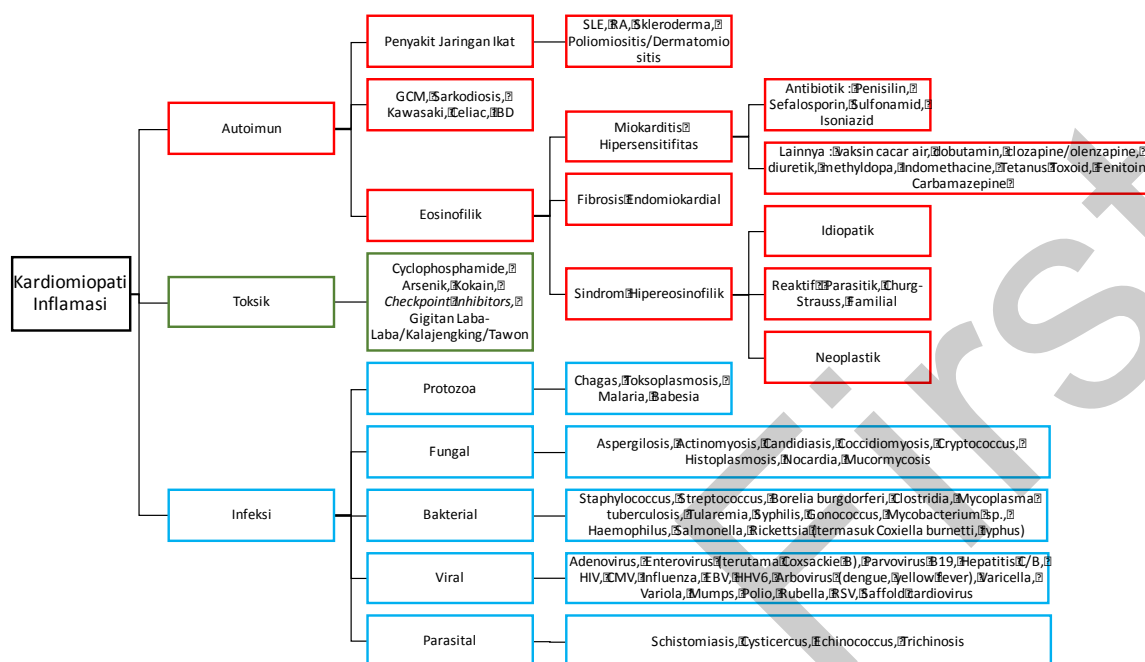 Penyakit Jaringan Ikat
SLE, RA, Skleroderma,
Poliomiositis/Dermatomio
sitis
GCM, Sarkodiosis,
Kawasaki, Celiac, IBD
Autoimun
Miokarditis
Hipersensitifitas
Antibiotik : Penisilin,
Sefalosporin, Sulfonamid,
Isoniazid
Lainnya : vaksin cacar air, dobutamin, clozapine/olenzapine,
diuretik, methyldopa, Indomethacine, Tetanus Toxoid, Fenitoin
Carbamazepine
Eosinofilik
Fibrosis Endomiokardial
Idiopatik
Kardiomiopati
Inflamasi
Toksik
Cyclophosphamide,
Arsenik, Kokain,
Checkpoint Inhibitors,
Gigitan Laba-
Laba/Kalajengking/Tawon
Sindrom Hipereosinofilik
Reaktif : Parasitik, Churg-
Strauss, Familial
Neoplastik
Protozoa
Chagas, Toksoplasmosis,
Malaria, Babesia
Fungal
Aspergilosis, Actinomyosis, Candidiasis, Coccidiomyosis, Cryptococcus,
Histoplasmosis, Nocardia, Mucormycosis
Infeksi
Bakterial
Staphylococcus, Streptococcus, Borelia burgdorferi, Clostridia, Mycoplasma
tuberculosis, Tularemia, Syphilis, Gonococcus, Mycobacterium sp.,
Haemophilus, Salmonella, Rickettsia (termasuk Coxiella burnetti, typhus)
Viral
Adenovirus, Enterovirus (terutama Coxsackie B), Parvovirus B19, Hepatitis C/B,
HIV, CMV, Influenza, EBV, HHV6, Arbovirus (dengue, yellow fever), Varicella,
Variola, Mumps, Polio, Rubella, RSV, Saffold cardiovirus
Parasital
Schistomiasis, Cysticercus, Echinococcus, Trichinosis
First